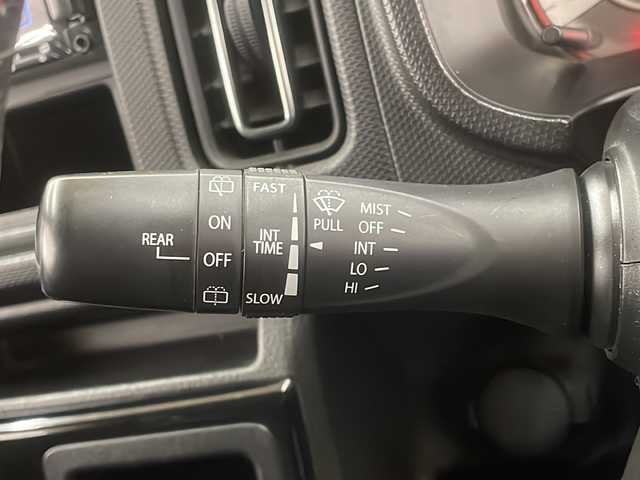 REAR
ON
OFF
FAST
INT
TIME
SLOW
PULL
MIST
OFF
INT
LO
HI